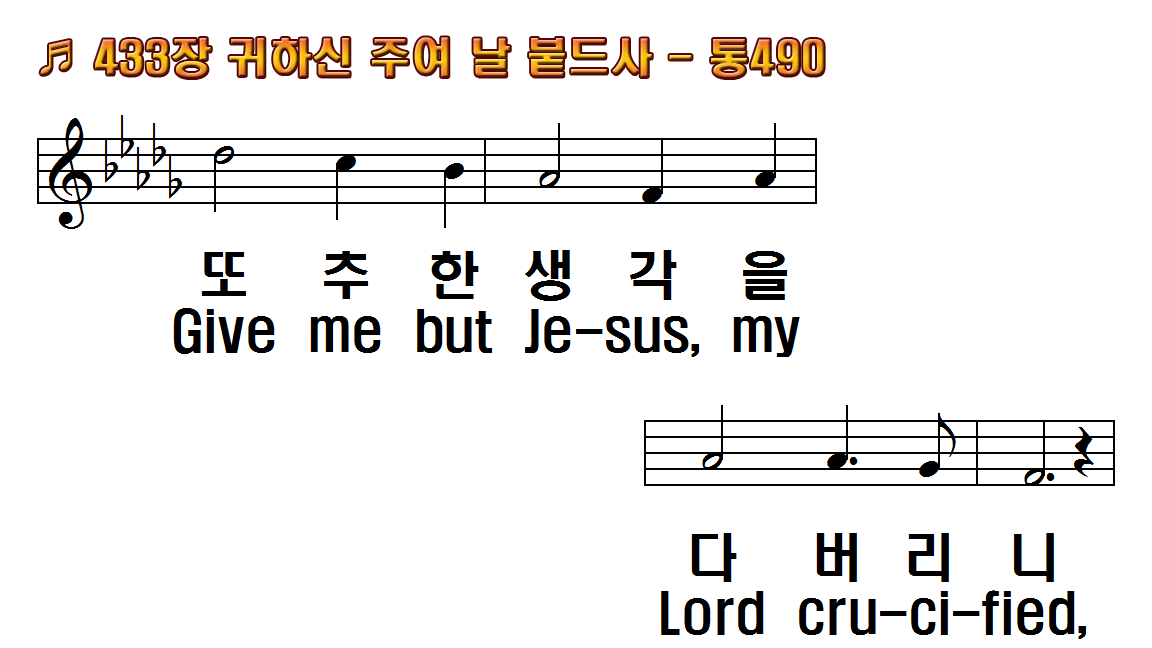 ♬ 433장 귀하신 주여 날 붙드사 - 통490
또 추 한 생 각 을
Give me but Je-sus, my
다 버 리 니
Lord cru-ci-fied,